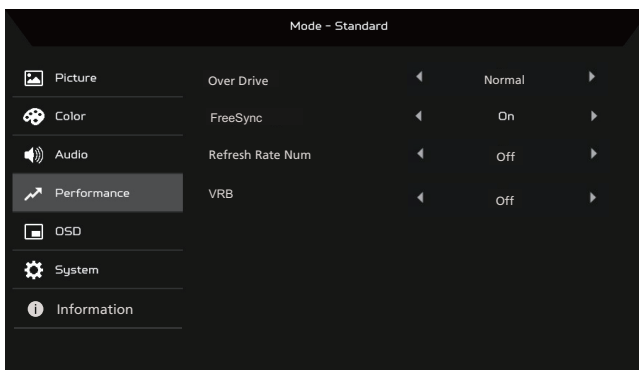 Mode - Standard
Picture
Over Drive Normal
Color
FreeSync On
Audio
Refresh Rate Num Off
Performance
VRB Off
OSD
System
Information